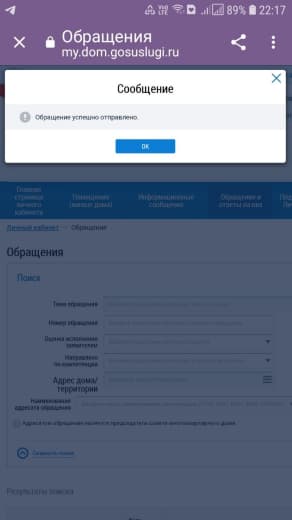 89% 22:17
Обращения
my.dom.gosuslugi.ru
Сообщение
Обращение успешно отправлено.
ОК
Главная страница личного кабинета
Помещения (жилые дома)
Информационные сообщения
Обращения и ответы на них
Личный кабинет → Обращения
Обращения
Поиск
Тема обращения
Номер обращения
Оценка исполнения заявителем
Направлено по компетенции
Адрес дома/ территории
Наименование адресата обращения
Адресатом обращения является председатель совета многоквартирного дома
Свернуть поиск
Результаты поиска